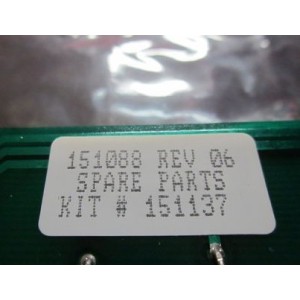 151088 REV 06
SPARE PARTS
KIT # 151137